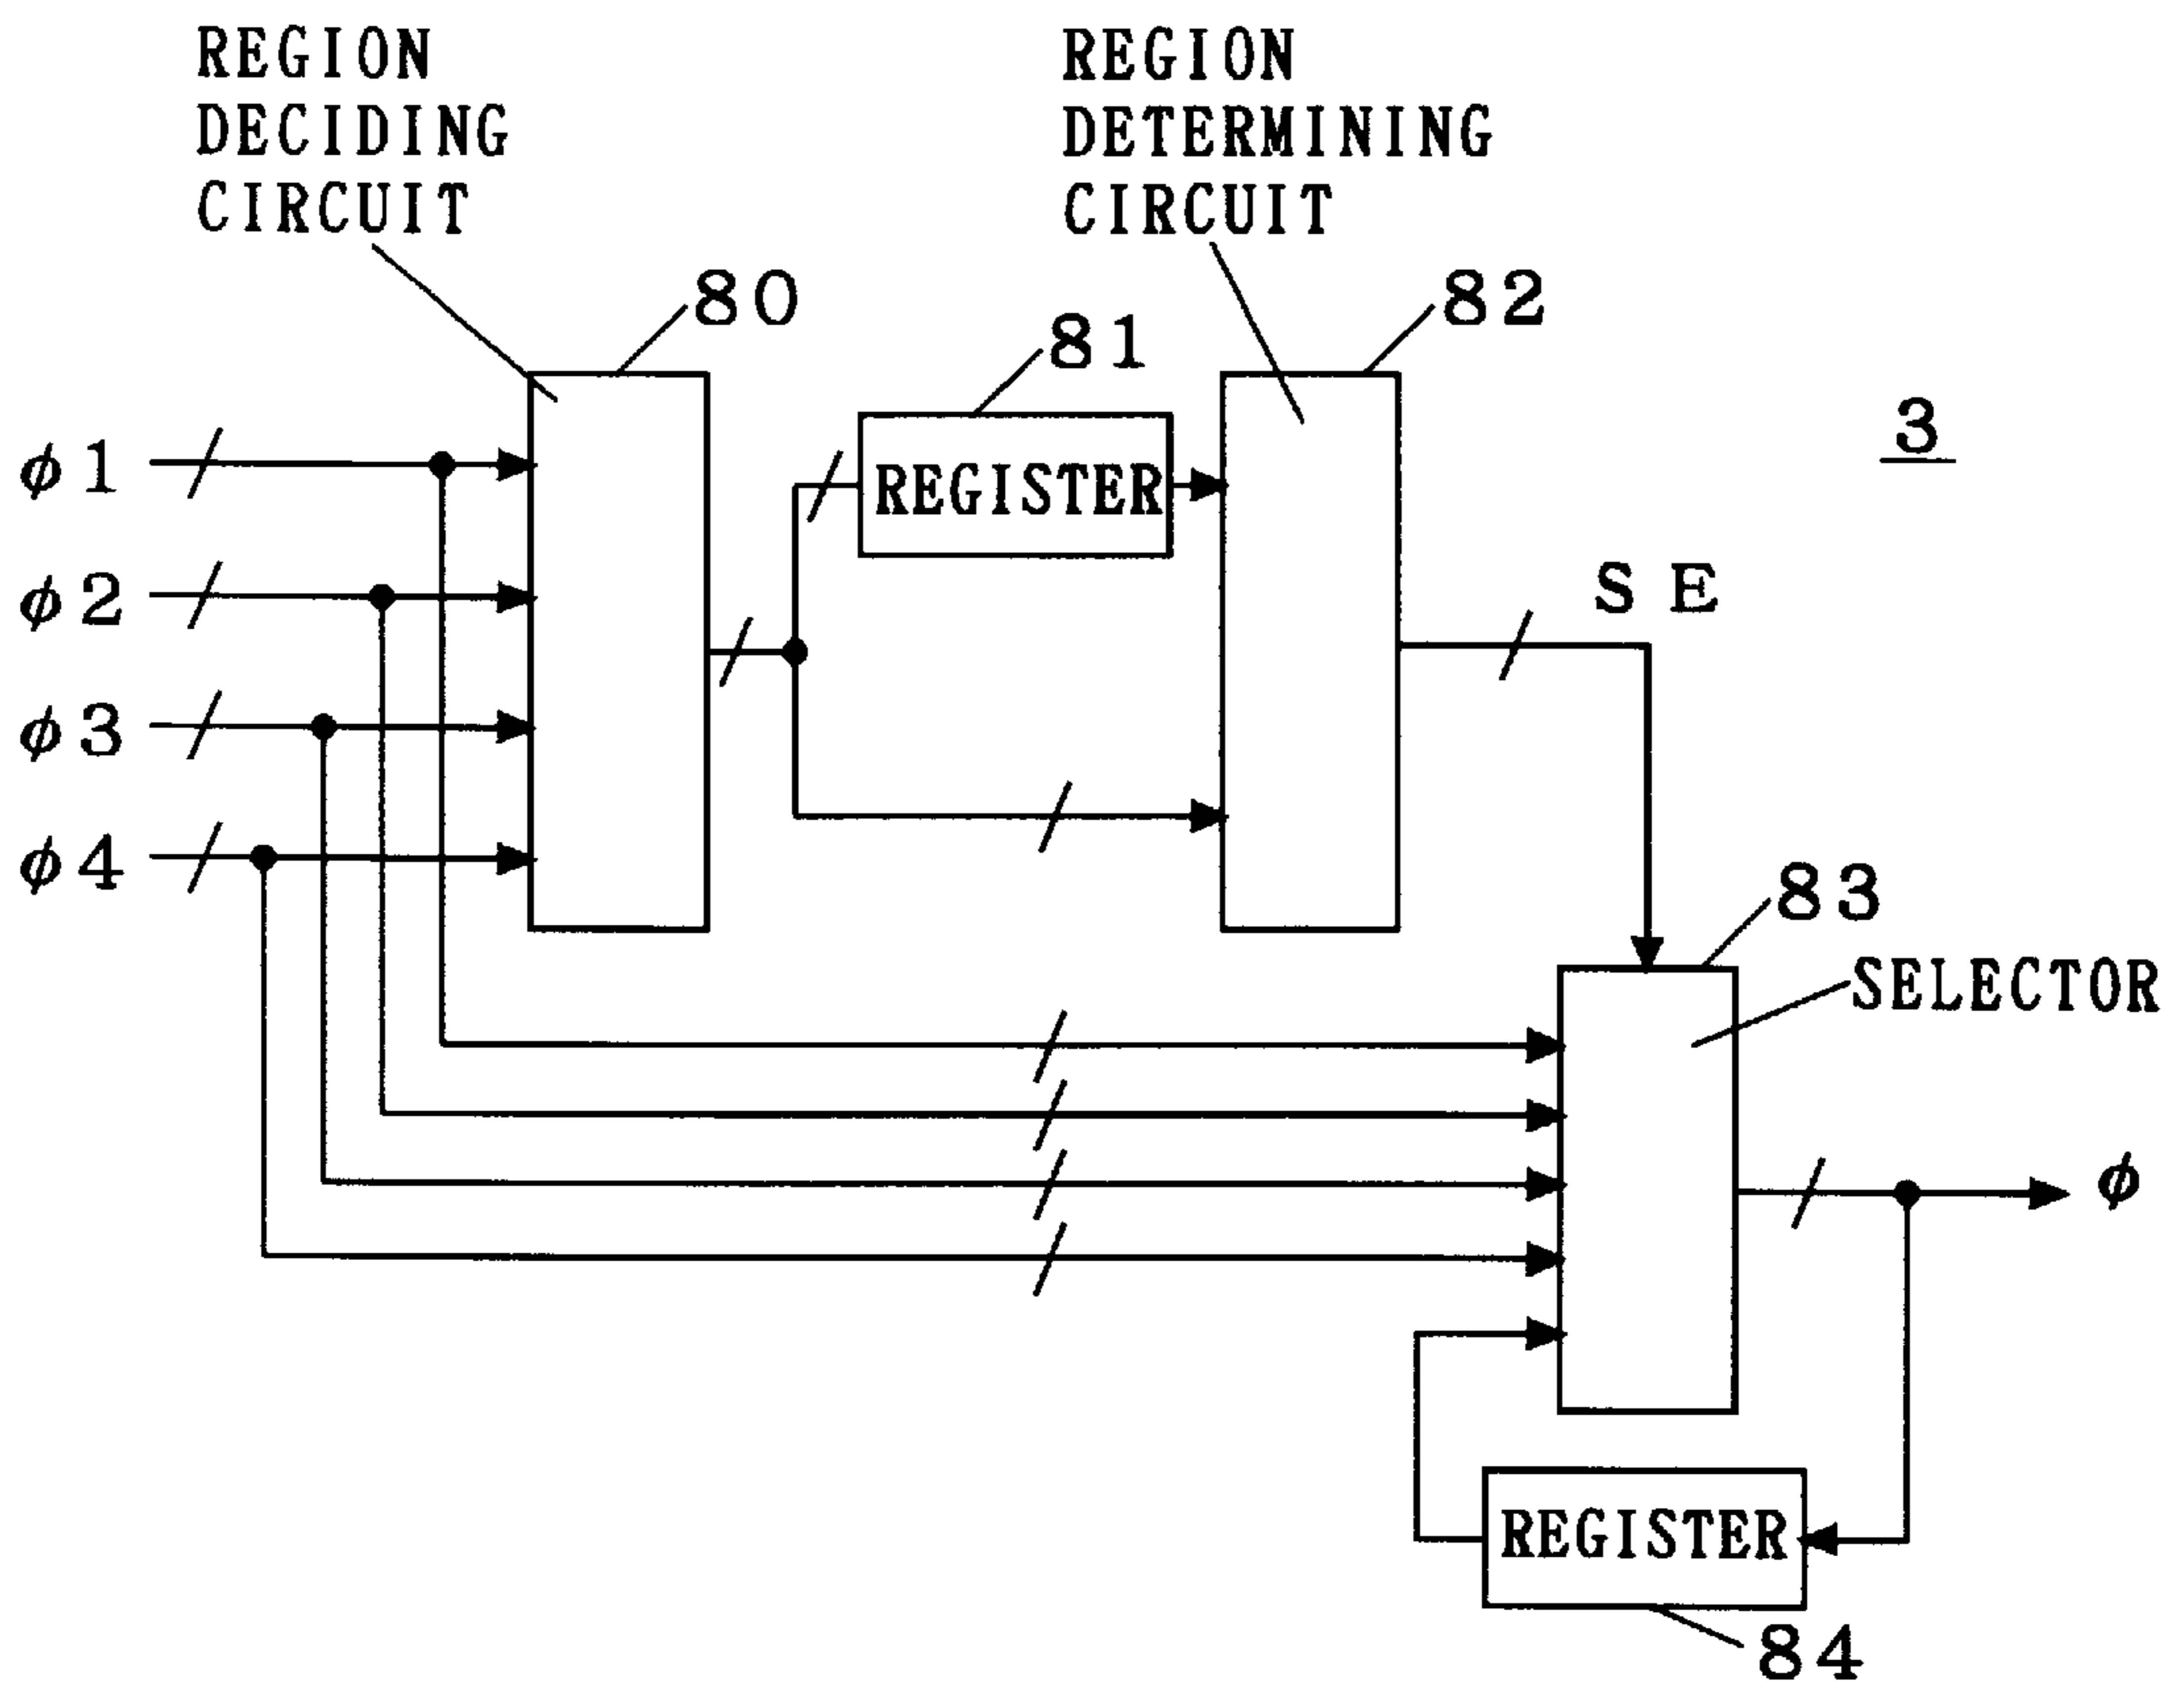 REGION
DECIDING
CIRCUIT
REGION
DETERMINING
CIRCUIT
80
81
82
3
REGISTER
φ1
φ2
φ3
φ4
SE
83
SELECTOR
φ
REGISTER
84